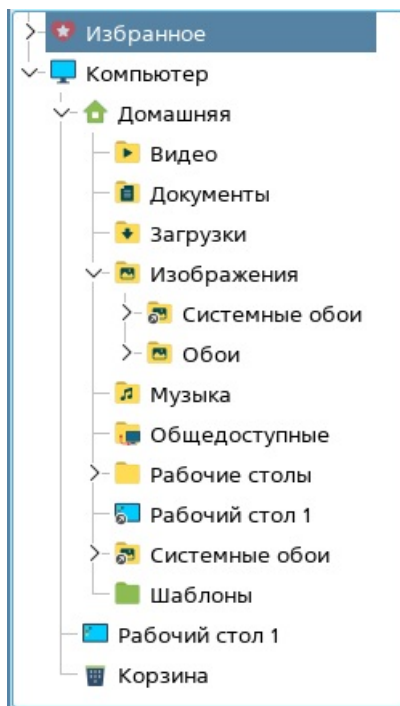 Избранное
Компьютер
Домашняя
Видео
Документы
Загрузки
Изображения
Системные обои
Обои
Музыка
Общедоступные
Рабочие столы
Рабочий стол 1
Системные обои
Шаблоны
Рабочий стол 1
Корзина